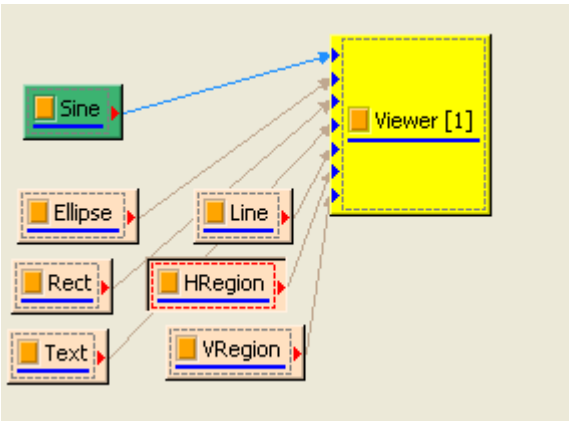 Sine
Viewer [1]
Ellipse
Line
Rect
HRegion
Text
VRegion